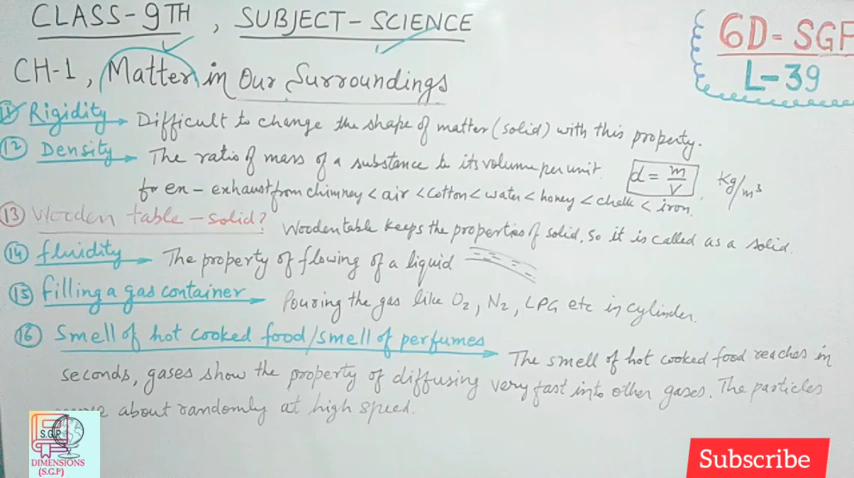 CLASS-9TH, SUBJECT-SCIENCE
6D-SGP
L-39
CH-1, Matter in Our Surroundings
11 Rigidity → Difficult to change the shape of matter (solid) with this property.
12 Density → The ratio of mass of a substance to its volume per unit. d = m/V, Kg/m³
for en - exhaust from chimney < air < cotton < water < honey < chalk < iron.
13 Wooden table - solid? Wooden table keeps the properties of solid, so it is called as a solid.
14 fluidity → The property of flowing of a liquid
15 filling a gas container → Pouring the gas like O₂, N₂, LPG etc in cylinder.
16 Smell of hot cooked food/smell of perfumes → The smell of hot cooked food reaches in
seconds, gases show the property of diffusing very fast into other gases. The particles
about randomly at high speed.
S.G.P
DIMENSIONS
(S.G.P)
Subscribe